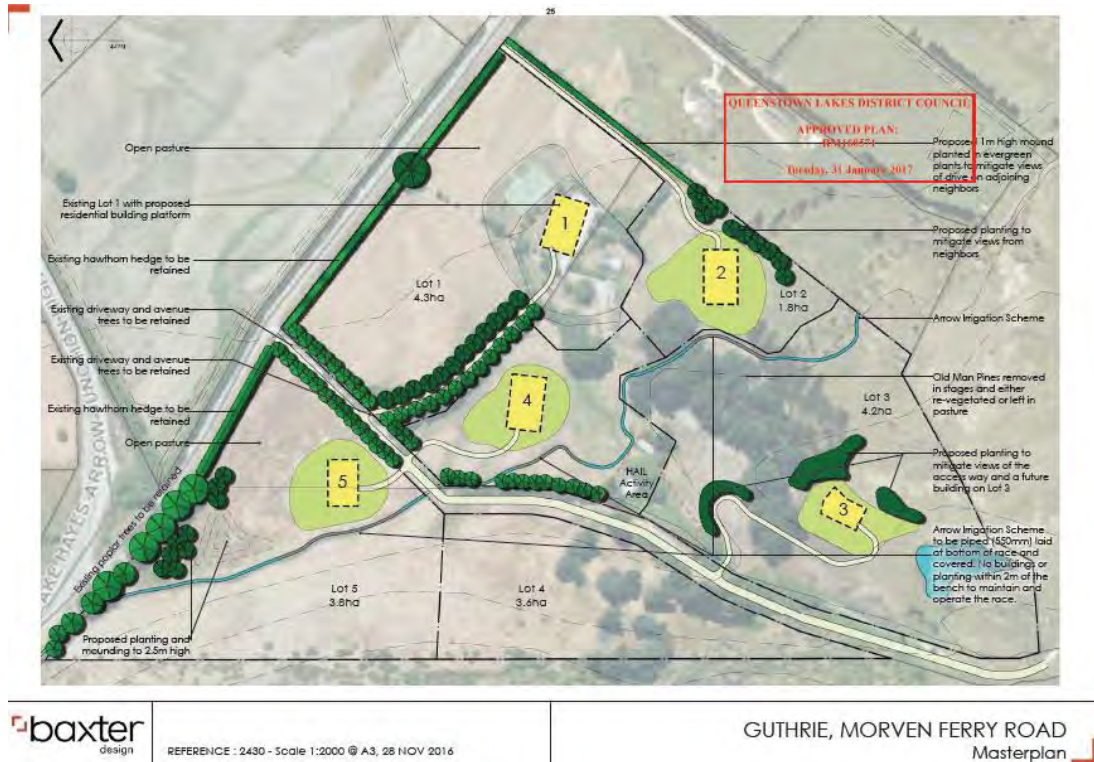 25
QUEENSTOWN LAKES DISTRICT COUNCIL
APPROVED PLAN:
RM160571
Tuesday, 31 January 2017
Open pasture
Existing Lot 1 with proposed
residential building platform
Existing hawthorn hedge to be
retained
Existing driveway and avenue
trees to be retained
Existing driveway and avenue
trees to be retained
Existing hawthorn hedge to be
retained
Open pasture
Existing poplar trees to be retained
Proposed planting and
mounding to 2.5m high
Proposed 1m high mound
planted in evergreen
plants to mitigate views
of drive on adjoining
neighbors
Proposed planting to
mitigate views from
neighbors
Arrow Irrigation Scheme
Old Man Pines removed
in stages and either
re-vegetated or left in
pasture
Proposed planting to
mitigate views of the
access way and a future
building on Lot 3
Arrow Irrigation Scheme
to be piped (550mm) laid
at bottom of race and
covered. No buildings or
planting within 2m of the
bench to maintain and
operate the race.
1
Lot 1
4.3ha
2
Lot 2
1.8ha
Lot 3
4.2ha
3
4
5
HAIL
Activity
Area
Lot 5
3.8ha
Lot 4
3.6ha
LAKE HAYES ARROW JUNCTION HIGH
baxter
design
REFERENCE : 2430 - Scale 1:2000 @ A3, 28 NOV 2016
GUTHRIE, MORVEN FERRY ROAD
Masterplan